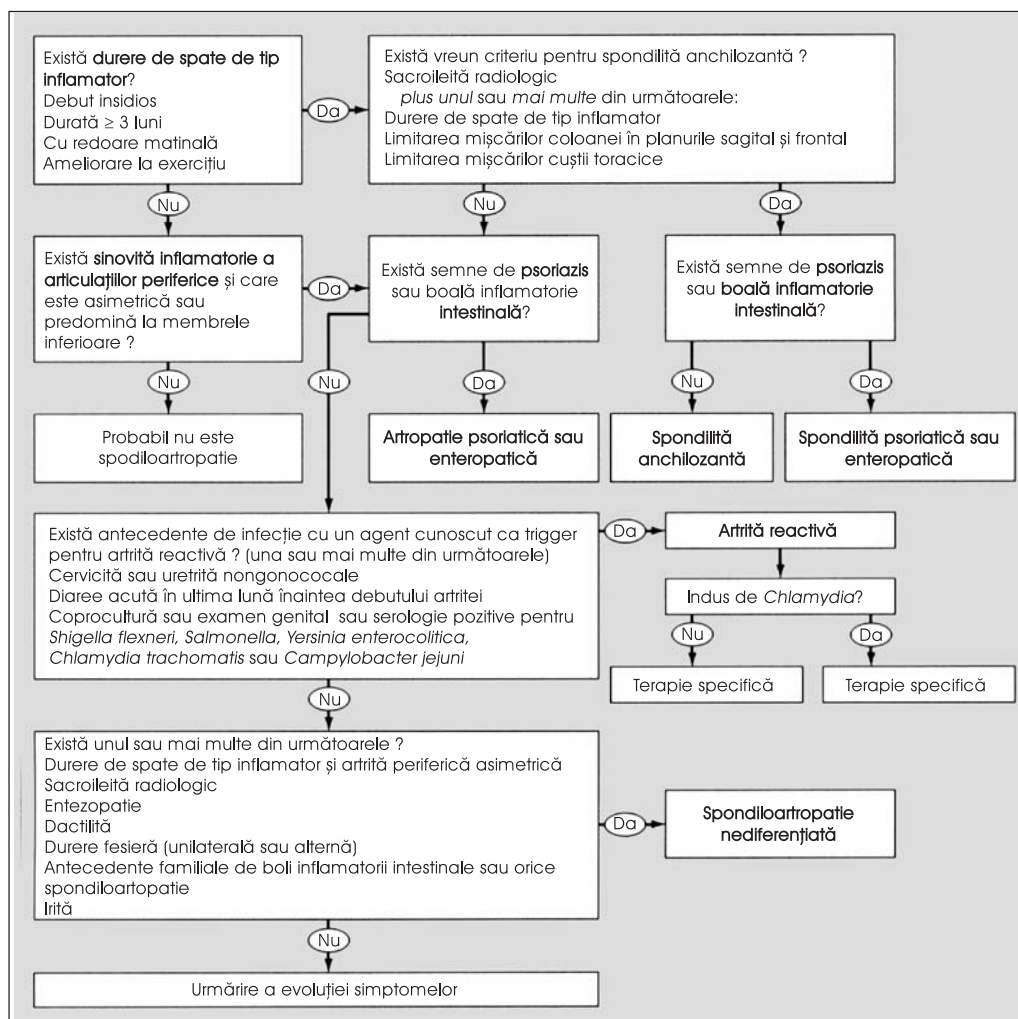 Există durere de spate de tip
inflamator?
Debut insidios
Durată ≥ 3 luni
Cu redoare matinală
Ameliorare la exercițiu
Da
Există vreun criteriu pentru spondilită anchilozantă ?
Sacroileită radiologic
plus unul sau mai multe din următoarele:
Durere de spate de tip inflamator
Limitarea mișcărilor coloanei în planurile sagital și frontal
Limitarea mișcărilor cuștii toracice
Nu
Nu
Da
Există sinovită inflamatorie a
articulațiilor periferice și care
este asimetrică sau
predomină la membrele
inferioare ?
Da
Există semne de psoriazis
sau boală inflamatorie
intestinală?
Există semne de psoriazis
sau boală inflamatorie
intestinală?
Nu
Nu
Da
Nu
Da
Probabil nu este
spodiloartropatie
Artropatie psoriatică sau
enteropatică
Spondilită
anchilozantă
Spondilită psoriatică sau
enteropatică
Există antecedente de infecție cu un agent cunoscut ca trigger
pentru artrită reactivă ? (una sau mai multe din următoarele)
Cervicită sau uretrită nongonococale
Diaree acută în ultima lună înaintea debutului artritei
Coprocultură sau examen genital sau serologie pozitive pentru
Shigella flexneri, Salmonella, Yersinia enterocolitica,
Chlamydia trachomatis sau Campylobacter jejuni
Da
Artrită reactivă
Indus de Chlamydia?
Nu
Da
Terapie specifică
Terapie specifică
Nu
Există unul sau mai multe din următoarele ?
Durere de spate de tip inflamator și artrită periferică asimetrică
Sacroileită radiologic
Entezopatie
Dactilită
Durere fesieră (unilaterală sau alternă)
Antecedente familiale de boli inflamatorii intestinale sau orice
spondiloartopatie
Irită
Da
Spondiloartropatie
nediferențiată
Nu
Urmărire a evoluției simptomelor